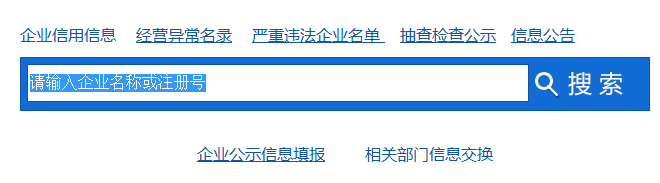 企业信用信息 经营异常名录 严重违法企业名单 抽查检查公示 信息公告
请输入企业名称或注册号 搜索
企业公示信息填报 相关部门信息交换